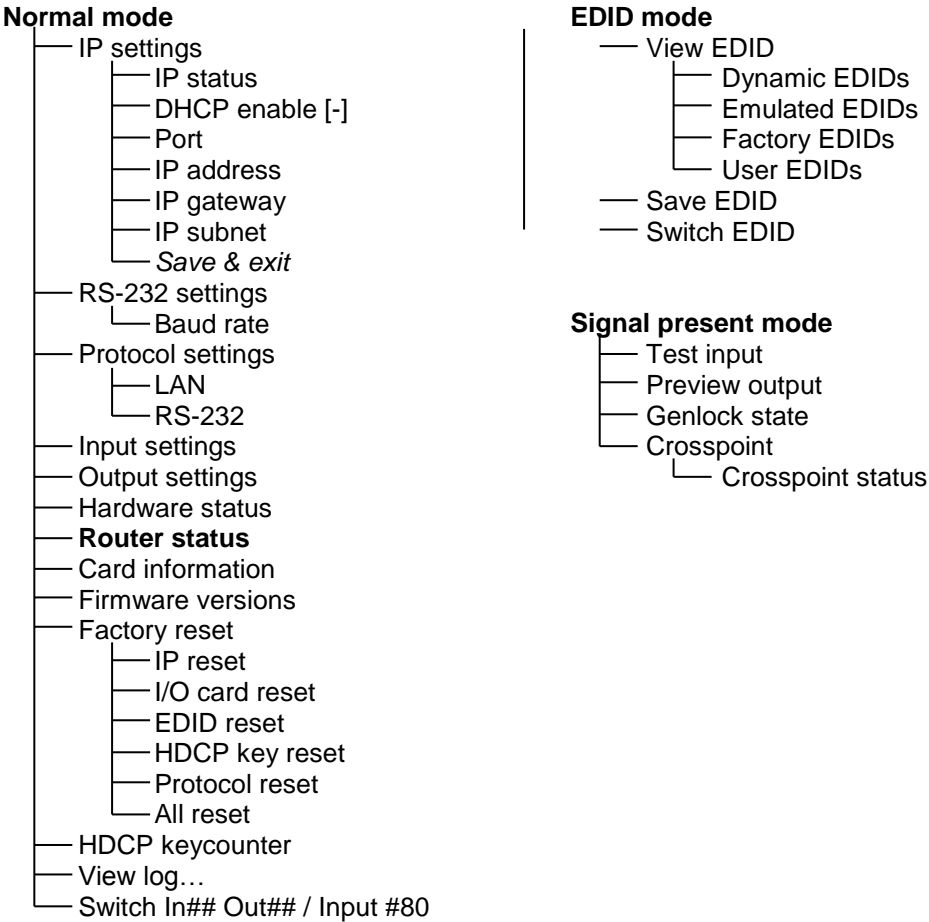 Normal mode
IP settings
IP status
DHCP enable [-]
Port
IP address
IP gateway
IP subnet
Save & exit
RS-232 settings
Baud rate
Protocol settings
LAN
RS-232
Input settings
Output settings
Hardware status
Router status
Card information
Firmware versions
Factory reset
IP reset
I/O card reset
EDID reset
HDCP key reset
Protocol reset
All reset
HDCP keycounter
View log…
Switch In## Out## / Input #80
EDID mode
View EDID
Dynamic EDIDs
Emulated EDIDs
Factory EDIDs
User EDIDs
Save EDID
Switch EDID
Signal present mode
Test input
Preview output
Genlock state
Crosspoint
Crosspoint status